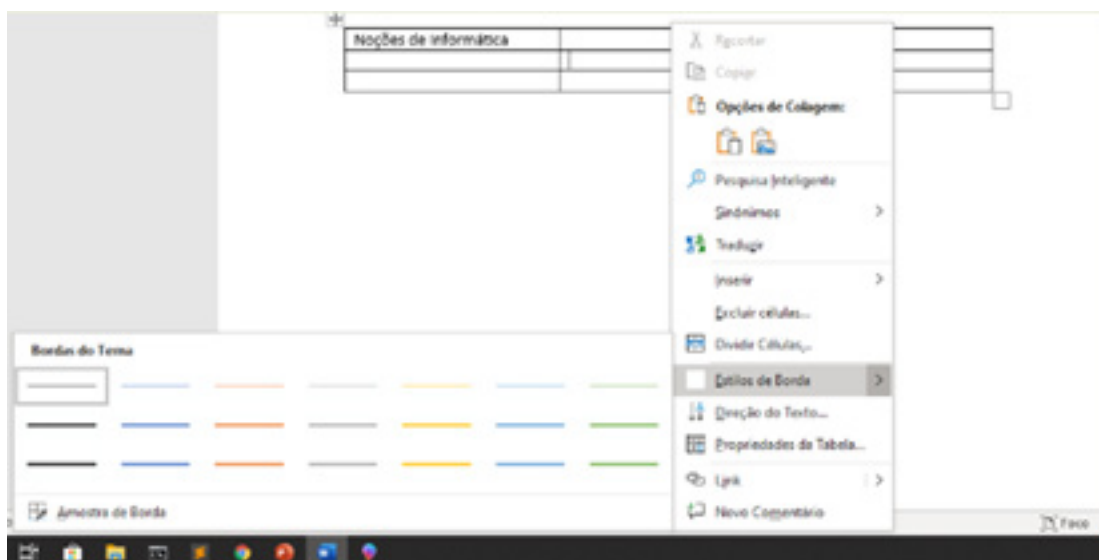 Noções de Informática
Recortar
Copiar
Opções de Colagem:
Pesquisa Inteligente
Sinônimos
Traduzir
Inserir
Excluir células...
Dividir Células...
Estilos de Borda
Direção do Texto...
Propriedades da Tabela...
Link
Novo Comentário
Bordas do Tema
Amostra de Borda
Foco